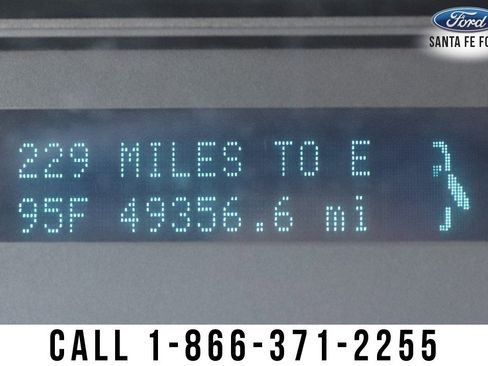 Ford
SANTA FE FO
229 MILES TO E
95F 49356.6 mi
CALL 1-866-371-2255